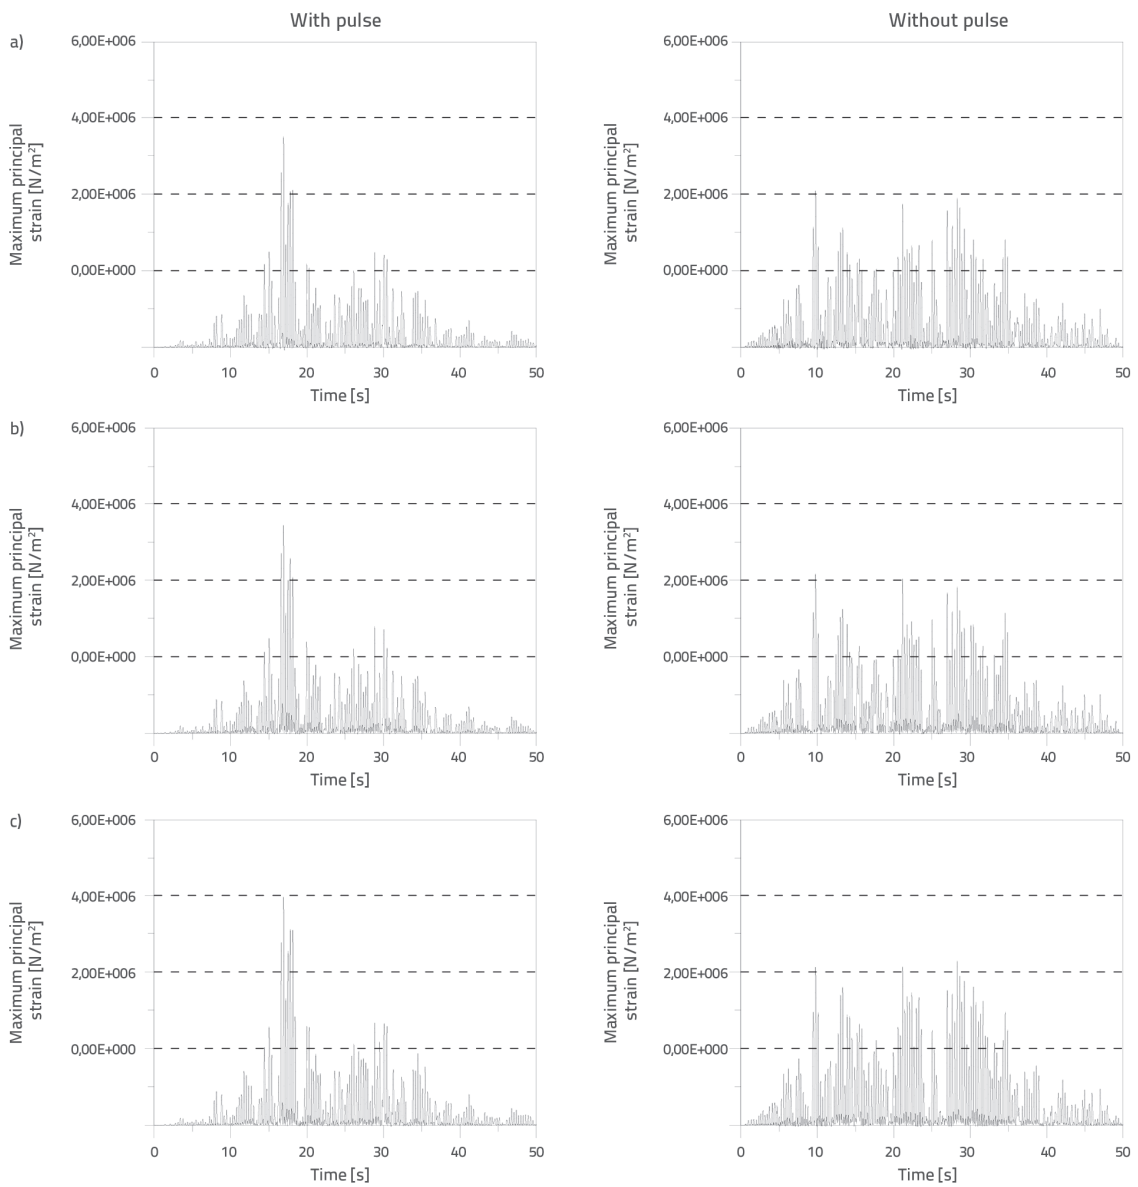 With pulse
Without pulse
a)
6,00E+006
4,00E+006
2,00E+006
0,00E+000
Maximum principal
strain [N/m²]
0 10 20 30 40 50
Time [s]
6,00E+006
4,00E+006
2,00E+006
0,00E+000
Maximum principal
strain [N/m²]
0 10 20 30 40 50
Time [s]
b)
6,00E+006
4,00E+006
2,00E+006
0,00E+000
Maximum principal
strain [N/m²]
0 10 20 30 40 50
Time [s]
6,00E+006
4,00E+006
2,00E+006
0,00E+000
Maximum principal
strain [N/m²]
0 10 20 30 40 50
Time [s]
c)
6,00E+006
4,00E+006
2,00E+006
0,00E+000
Maximum principal
strain [N/m²]
0 10 20 30 40 50
Time [s]
6,00E+006
4,00E+006
2,00E+006
0,00E+000
Maximum principal
strain [N/m²]
0 10 20 30 40 50
Time [s]